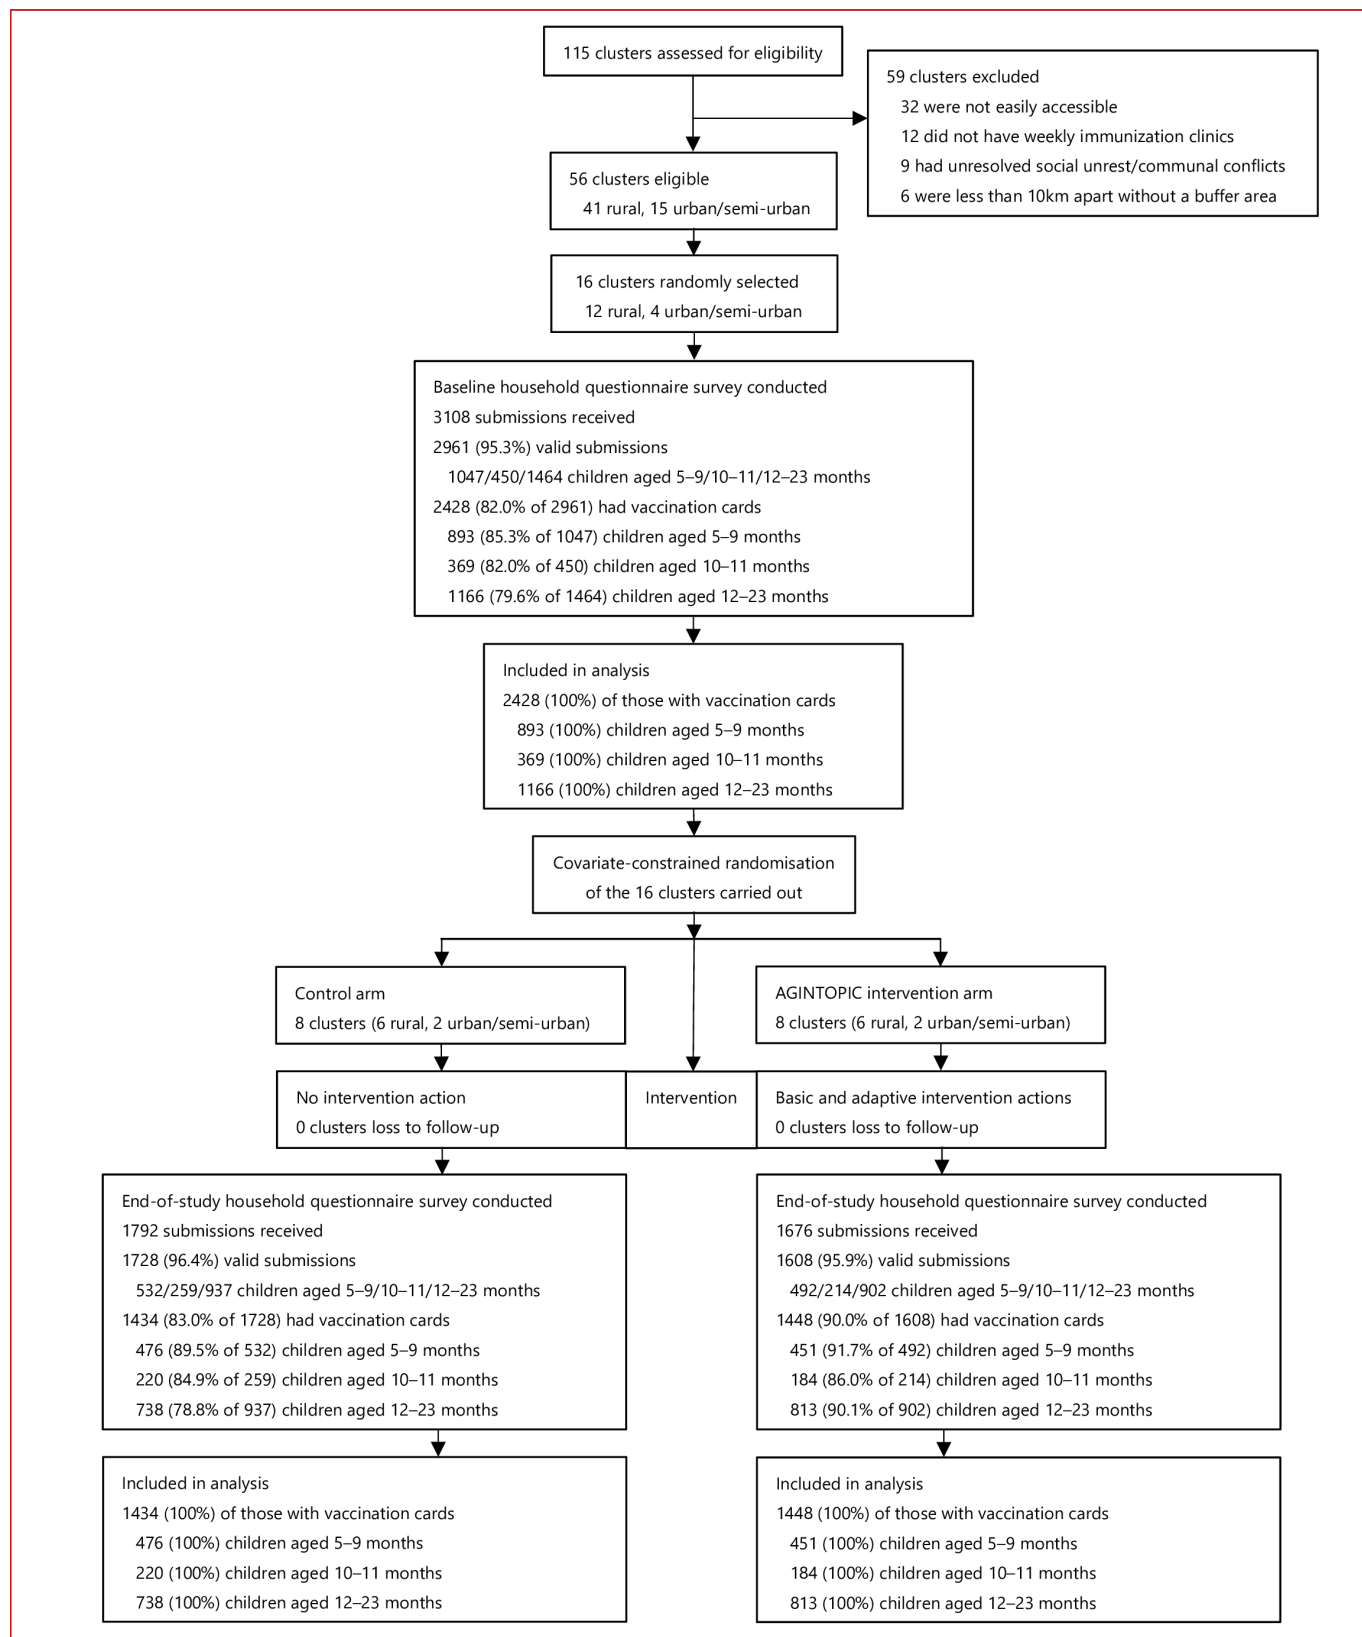 115 clusters assessed for eligibility
59 clusters excluded
32 were not easily accessible
12 did not have weekly immunization clinics
9 had unresolved social unrest/communal conflicts
6 were less than 10km apart without a buffer area
56 clusters eligible
41 rural, 15 urban/semi-urban
16 clusters randomly selected
12 rural, 4 urban/semi-urban
Baseline household questionnaire survey conducted
3108 submissions received
2961 (95.3%) valid submissions
1047/450/1464 children aged 5–9/10–11/12–23 months
2428 (82.0% of 2961) had vaccination cards
893 (85.3% of 1047) children aged 5–9 months
369 (82.0% of 450) children aged 10–11 months
1166 (79.6% of 1464) children aged 12–23 months
Included in analysis
2428 (100%) of those with vaccination cards
893 (100%) children aged 5–9 months
369 (100%) children aged 10–11 months
1166 (100%) children aged 12–23 months
Covariate-constrained randomisation
of the 16 clusters carried out
Control arm
8 clusters (6 rural, 2 urban/semi-urban)
AGINTOPIC intervention arm
8 clusters (6 rural, 2 urban/semi-urban)
No intervention action
0 clusters loss to follow-up
Intervention
Basic and adaptive intervention actions
0 clusters loss to follow-up
End-of-study household questionnaire survey conducted
1792 submissions received
1728 (96.4%) valid submissions
532/259/937 children aged 5–9/10–11/12–23 months
1434 (83.0% of 1728) had vaccination cards
476 (89.5% of 532) children aged 5–9 months
220 (84.9% of 259) children aged 10–11 months
738 (78.8% of 937) children aged 12–23 months
End-of-study household questionnaire survey conducted
1676 submissions received
1608 (95.9%) valid submissions
492/214/902 children aged 5–9/10–11/12–23 months
1448 (90.0% of 1608) had vaccination cards
451 (91.7% of 492) children aged 5–9 months
184 (86.0% of 214) children aged 10–11 months
813 (90.1% of 902) children aged 12–23 months
Included in analysis
1434 (100%) of those with vaccination cards
476 (100%) children aged 5–9 months
220 (100%) children aged 10–11 months
738 (100%) children aged 12–23 months
Included in analysis
1448 (100%) of those with vaccination cards
451 (100%) children aged 5–9 months
184 (100%) children aged 10–11 months
813 (100%) children aged 12–23 months